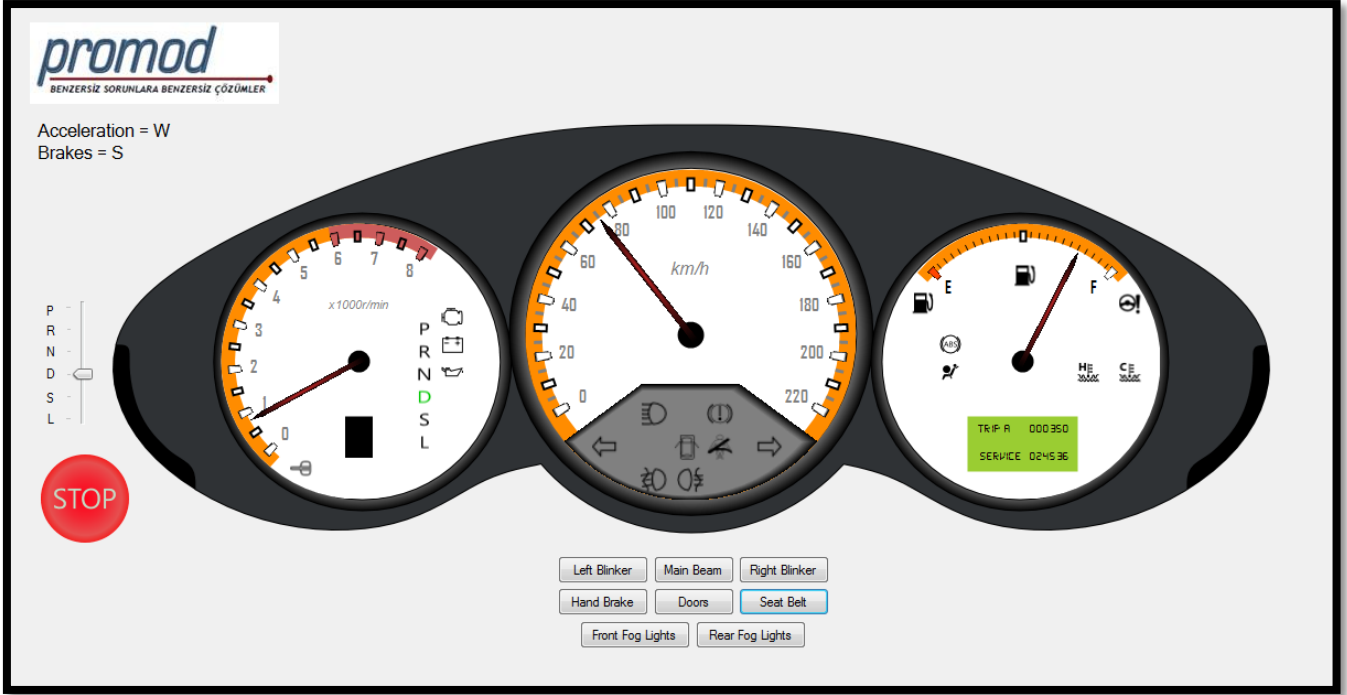 promod
BENZERSİZ SORUNLARA BENZERSİZ ÇÖZÜMLER
Acceleration = W
Brakes = S
P
R
N
D
S
L
STOP
0
1
2
3
4
5
6
7
8
x1000r/min
P
R
N
D
S
L
0
20
40
60
80
100
120
140
160
180
200
220
km/h
E
F
ABS
H
C
TRIP A 000350
SERVICE 024536
Left Blinker
Main Beam
Right Blinker
Hand Brake
Doors
Seat Belt
Front Fog Lights
Rear Fog Lights